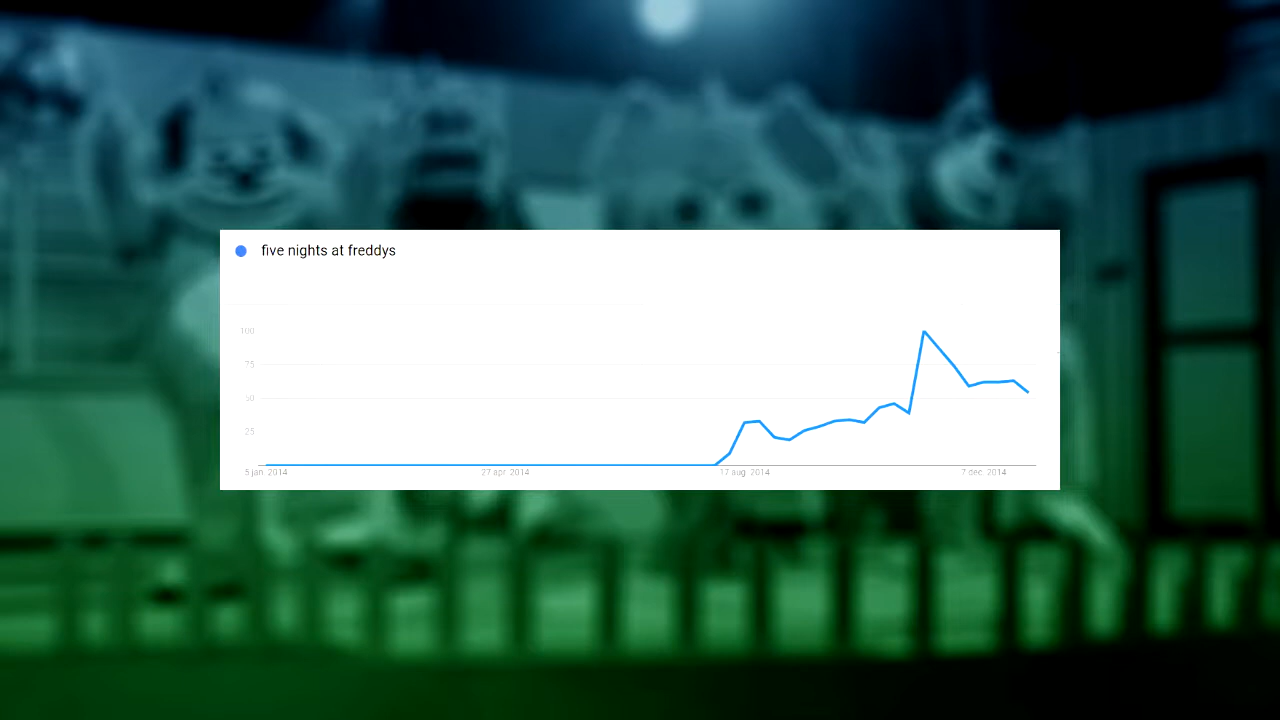 five nights at freddys
100
75
50
25
5 jan. 2014 27 apr. 2014 17 aug. 2014 7 dec. 2014